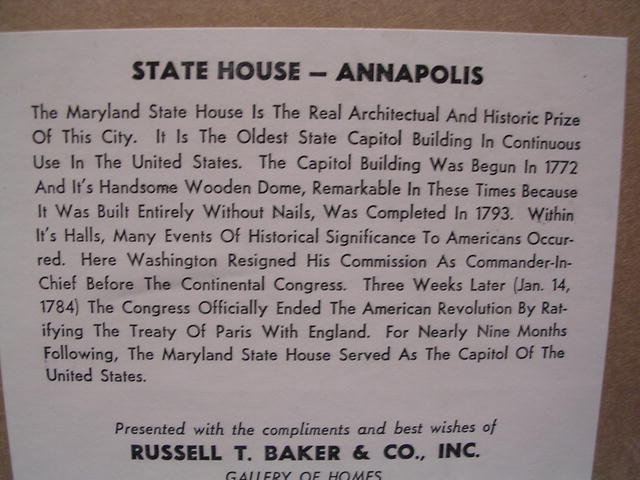 STATE HOUSE — ANNAPOLIS
The Maryland State House Is The Real Architectual And Historic Prize
Of This City. It Is The Oldest State Capitol Building In Continuous
Use In The United States. The Capitol Building Was Begun In 1772
And It's Handsome Wooden Dome, Remarkable In These Times Because
It Was Built Entirely Without Nails, Was Completed In 1793. Within
It's Halls, Many Events Of Historical Significance To Americans Occur-
red. Here Washington Resigned His Commission As Commander-In-
Chief Before The Continental Congress. Three Weeks Later (Jan. 14,
1784) The Congress Officially Ended The American Revolution By Rat-
ifying The Treaty Of Paris With England. For Nearly Nine Months
Following, The Maryland State House Served As The Capitol Of The
United States.
Presented with the compliments and best wishes of
RUSSELL T. BAKER & CO., INC.
GALLERY OF HOMES